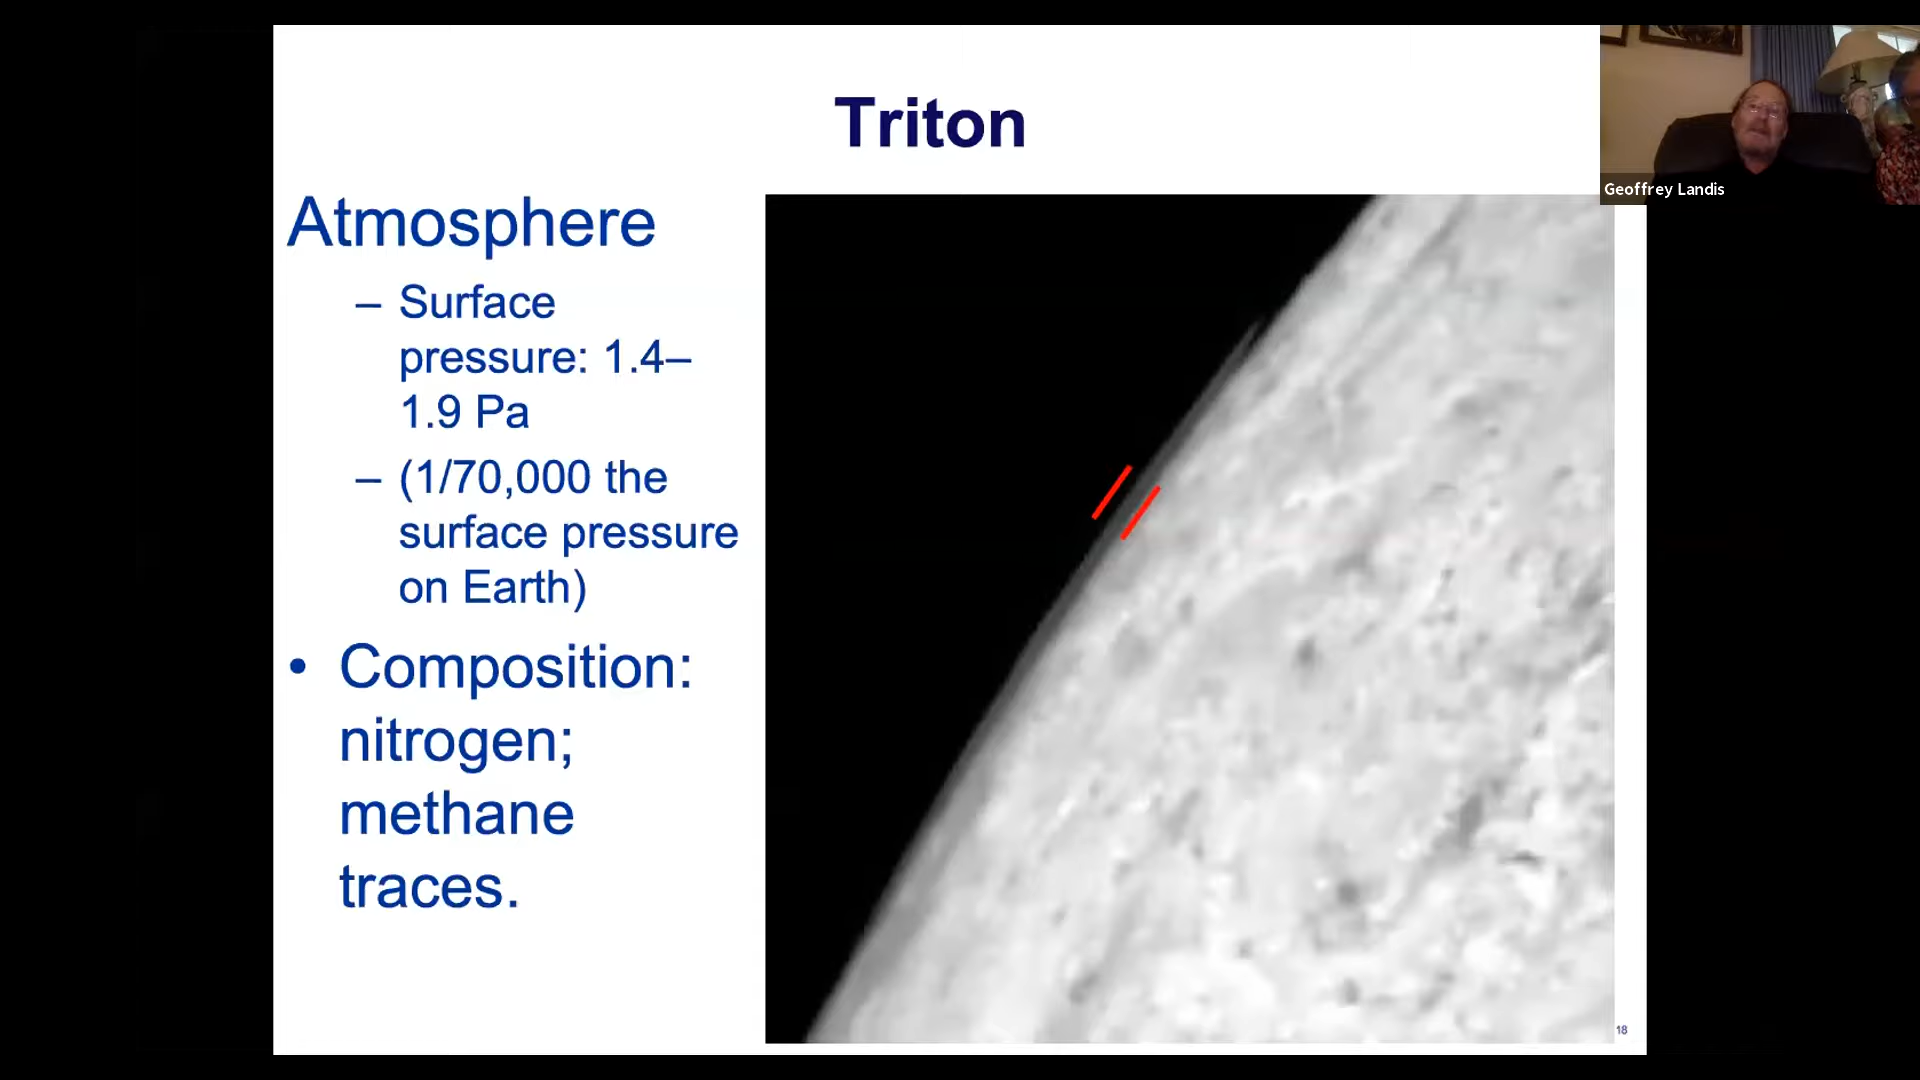 Triton
Geoffrey Landis
Atmosphere
– Surface
pressure: 1.4–
1.9 Pa
– (1/70,000 the
surface pressure
on Earth)
• Composition:
nitrogen;
methane
traces.
18